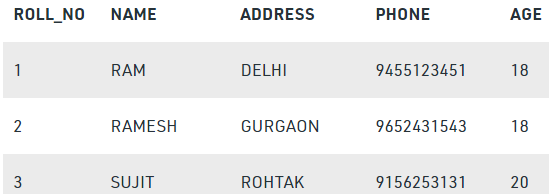 ROLL_NO NAME ADDRESS PHONE AGE
1 RAM DELHI 9455123451 18
2 RAMESH GURGAON 9652431543 18
3 SUJIT ROHTAK 9156253131 20